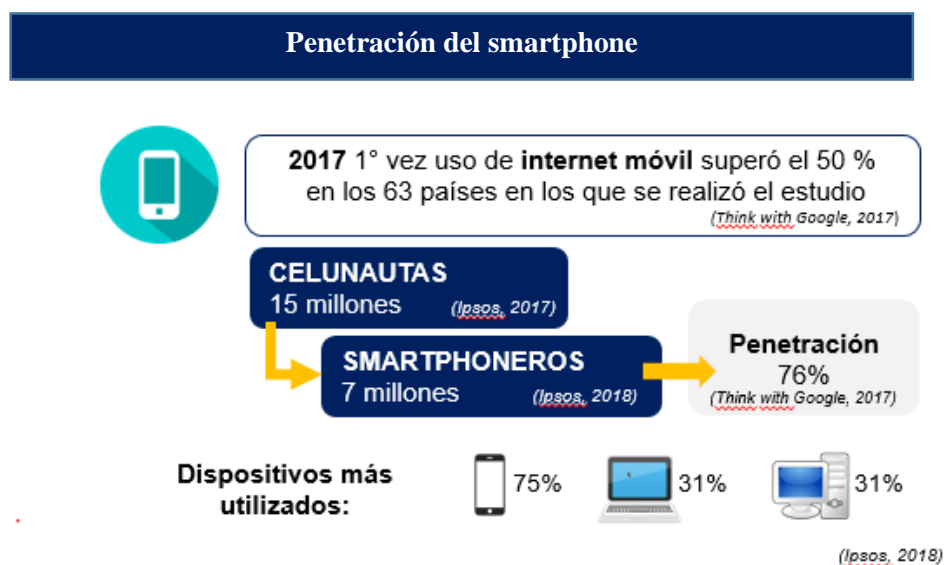 Penetración del smartphone
2017 1° vez uso de internet móvil superó el 50 %
en los 63 países en los que se realizó el estudio
(Think with Google, 2017)
CELUNAUTAS
15 millones (Ipsos, 2017)
SMARTPHONEROS
7 millones (Ipsos, 2018)
Penetración
76%
(Think with Google, 2017)
Dispositivos más
utilizados:
75%
31%
31%
(Ipsos, 2018)